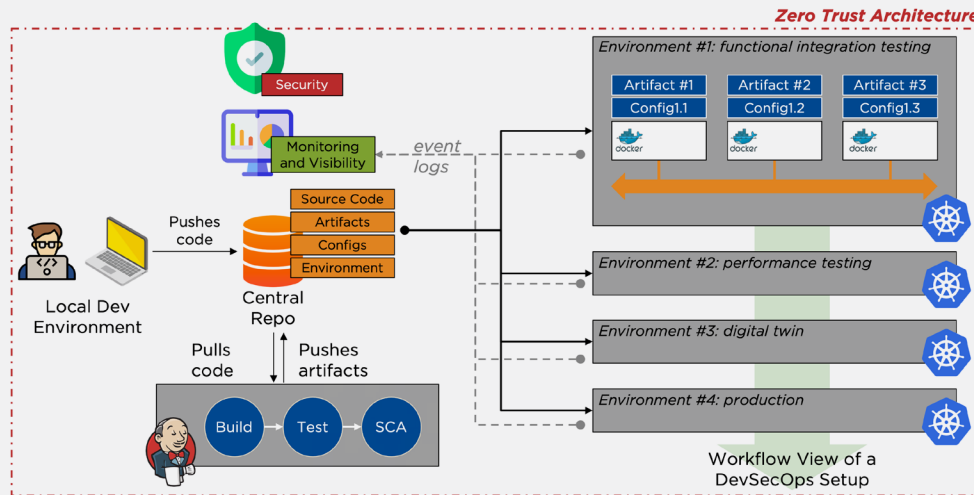 Zero Trust Architecture
Security
Monitoring
and Visibility
event
logs
Source Code
Artifacts
Configs
Environment
Pushes
code
Local Dev
Environment
Central
Repo
Pulls
code
Pushes
artifacts
Build
Test
SCA
Environment #1: functional integration testing
Artifact #1
Config1.1
docker
Artifact #2
Config1.2
docker
Artifact #3
Config1.3
docker
Environment #2: performance testing
Environment #3: digital twin
Environment #4: production
Workflow View of a
DevSecOps Setup